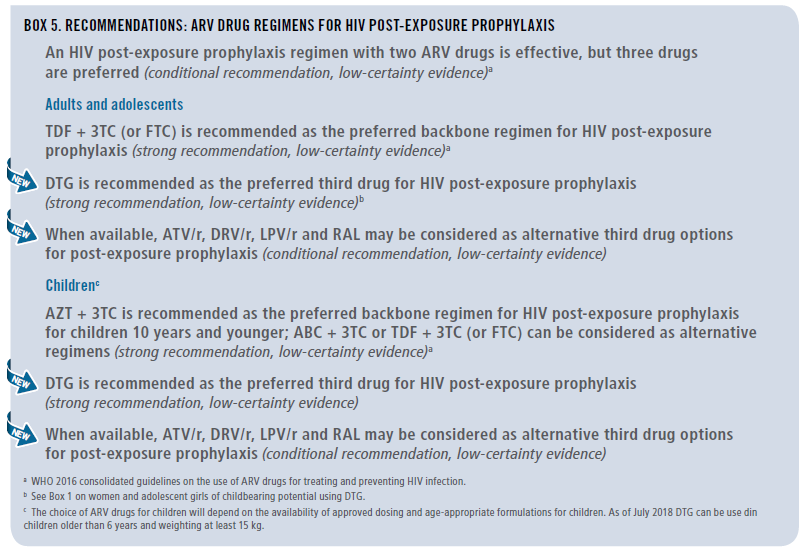 BOX 5. RECOMMENDATIONS: ARV DRUG REGIMENS FOR HIV POST-EXPOSURE PROPHYLAXIS
An HIV post-exposure prophylaxis regimen with two ARV drugs is effective, but three drugs
are preferred (conditional recommendation, low-certainty evidence)ᵃ
Adults and adolescents
TDF + 3TC (or FTC) is recommended as the preferred backbone regimen for HIV post-exposure
prophylaxis (strong recommendation, low-certainty evidence)ᵃ
NEW
DTG is recommended as the preferred third drug for HIV post-exposure prophylaxis
(strong recommendation, low-certainty evidence)ᵇ
NEW
When available, ATV/r, DRV/r, LPV/r and RAL may be considered as alternative third drug options
for post-exposure prophylaxis (conditional recommendation, low-certainty evidence)
Childrenᶜ
AZT + 3TC is recommended as the preferred backbone regimen for HIV post-exposure prophylaxis
for children 10 years and younger; ABC + 3TC or TDF + 3TC (or FTC) can be considered as alternative
regimens (strong recommendation, low-certainty evidence)ᵃ
NEW
DTG is recommended as the preferred third drug for HIV post-exposure prophylaxis
(strong recommendation, low-certainty evidence)
NEW
When available, ATV/r, DRV/r, LPV/r and RAL may be considered as alternative third drug options
for post-exposure prophylaxis (conditional recommendation, low-certainty evidence)
ᵃ WHO 2016 consolidated guidelines on the use of ARV drugs for treating and preventing HIV infection.
ᵇ See Box 1 on women and adolescent girls of childbearing potential using DTG.
ᶜ The choice of ARV drugs for children will depend on the availability of approved dosing and age-appropriate formulations for children. As of July 2018 DTG can be use din
children older than 6 years and weighting at least 15 kg.